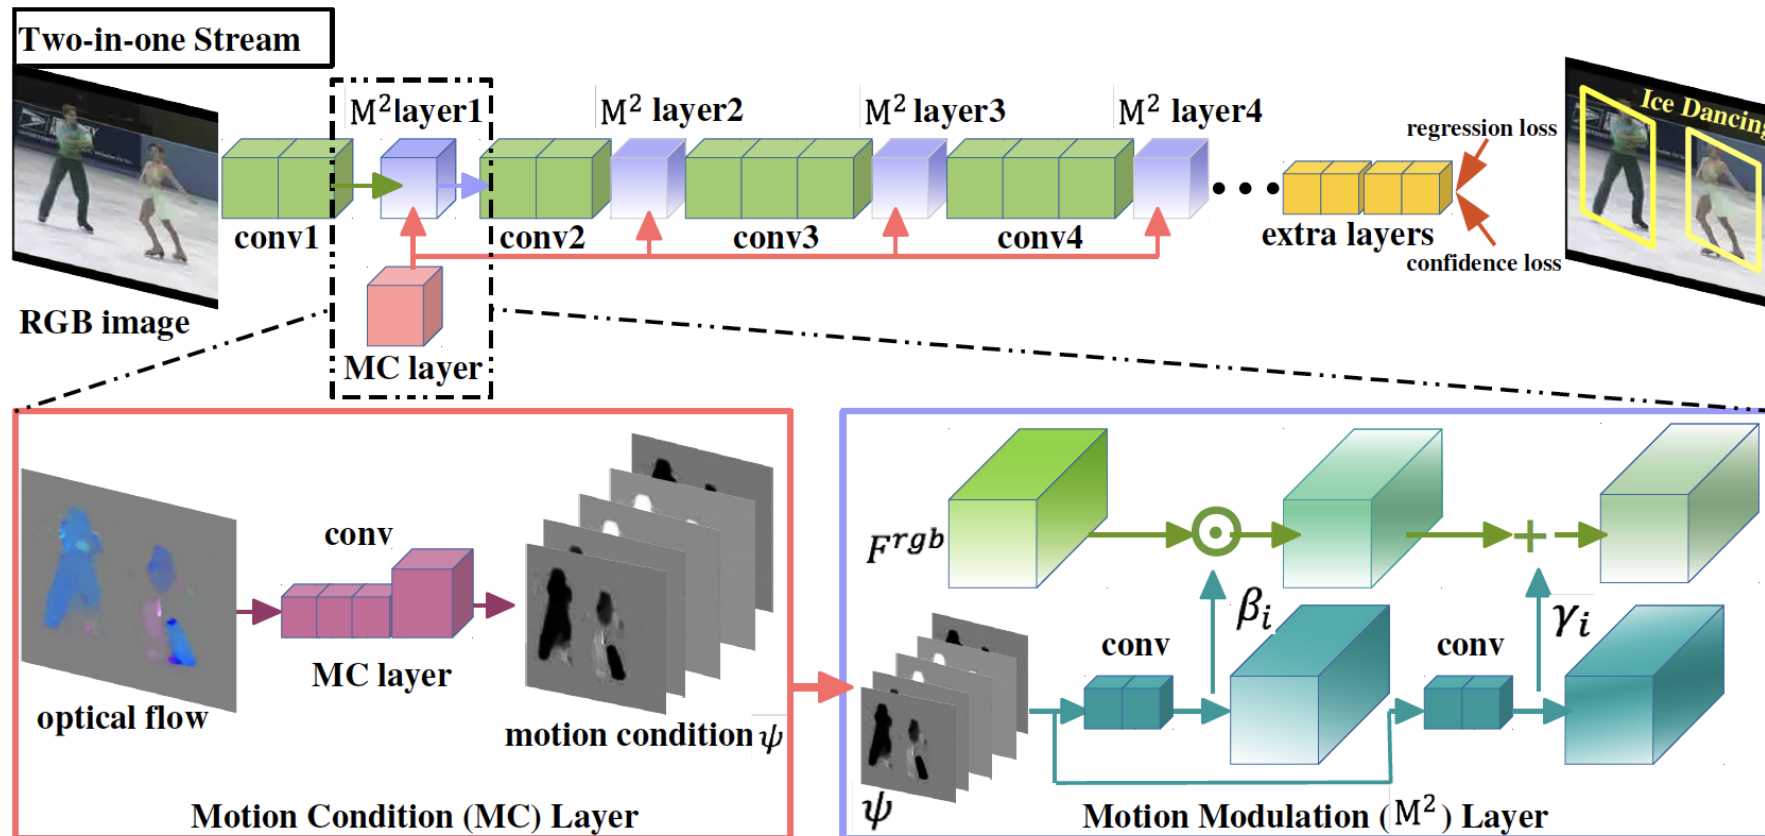 Two-in-one Stream
M² layer1
M² layer2
M² layer3
M² layer4
Ice Dancing
regression loss
conv1
conv2
conv3
conv4
extra layers
confidence loss
RGB image
MC layer
conv
MC layer
optical flow
motion condition ψ
Motion Condition (MC) Layer
F^rgb
β_i
γ_i
conv
conv
ψ
Motion Modulation (M²) Layer